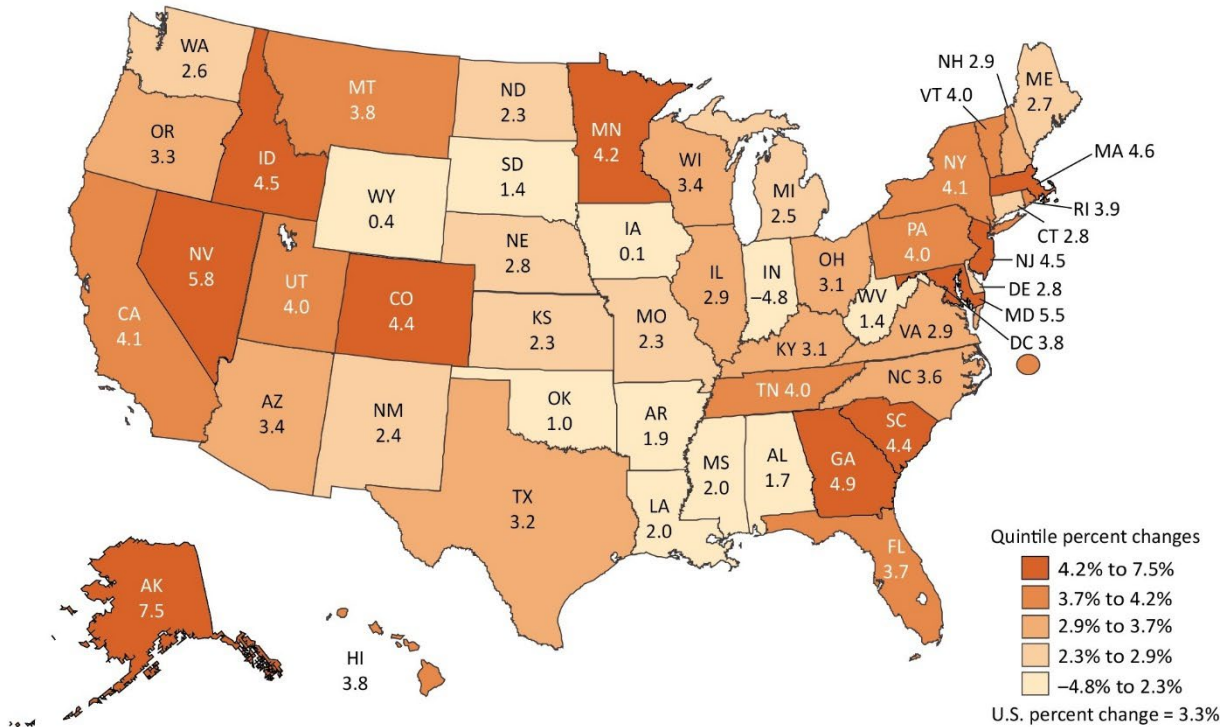 WA
2.6
MT
3.8
ND
2.3
MN
4.2
NH 2.9
ME
2.7
VT 4.0
OR
3.3
ID
4.5
SD
1.4
WI
3.4
NY
4.1
MA 4.6
WY
0.4
MI
2.5
RI 3.9
CT 2.8
NV
5.8
UT
4.0
CO
4.4
NE
2.8
IA
0.1
IL
2.9
IN
–4.8
OH
3.1
PA
4.0
NJ 4.5
DE 2.8
MD 5.5
DC 3.8
CA
4.1
KS
2.3
MO
2.3
WV
1.4
KY 3.1
VA 2.9
AZ
3.4
NM
2.4
OK
1.0
AR
1.9
TN 4.0
NC 3.6
SC
4.4
TX
3.2
LA
2.0
MS
2.0
AL
1.7
GA
4.9
FL
3.7
AK
7.5
HI
3.8
Quintile percent changes
4.2% to 7.5%
3.7% to 4.2%
2.9% to 3.7%
2.3% to 2.9%
–4.8% to 2.3%
U.S. percent change = 3.3%